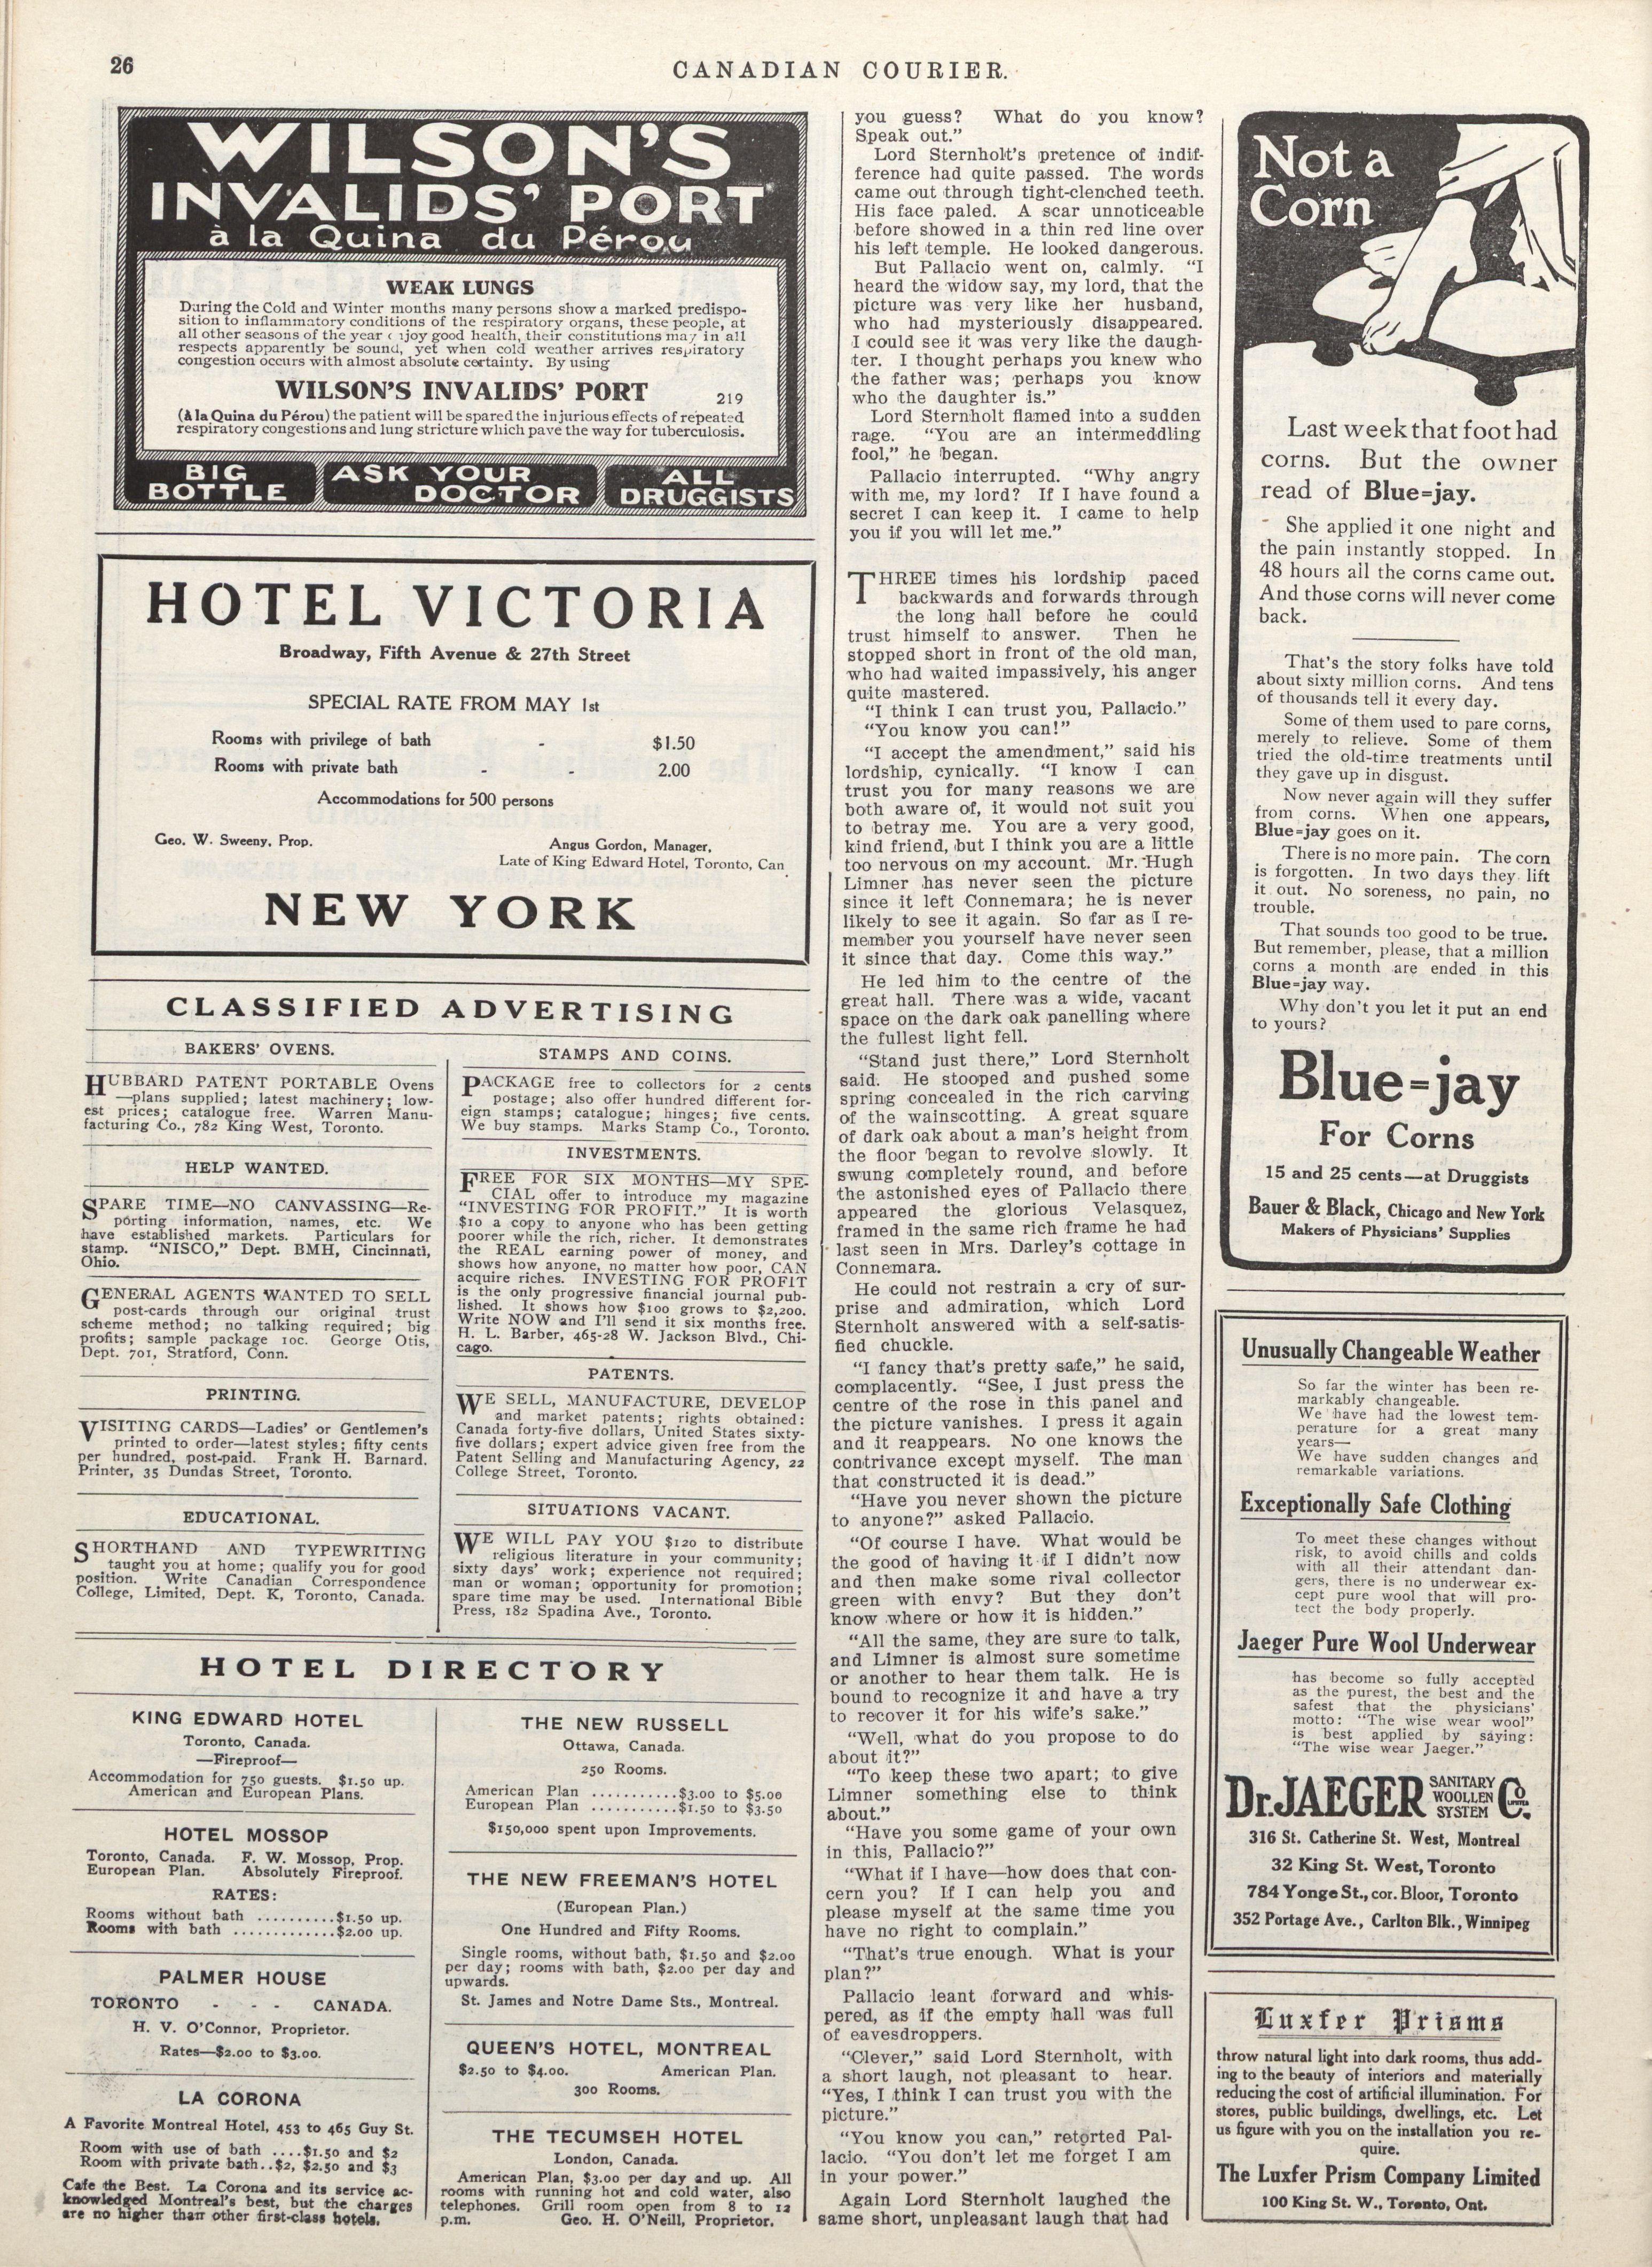 26
CANADIAN COURIER.
WILSON'S
INVALIDS' PORT
à la Quina du Pérou
WEAK LUNGS
During the Cold and Winter months many persons show a marked predispo-
sition to inflammatory conditions of the respiratory organs, these people, at
all other seasons of the year joy good health, their constitutions may in all
respects apparently be sound, yet when cold weather arrives respiratory
congestion occurs with almost absolute certainty. By using
WILSON'S INVALIDS' PORT 219
(à la Quina du Pérou) the patient will be spared the injurious effects of repeated
respiratory congestions and lung stricture which pave the way for tuberculosis.
BIG
BOTTLE
ASK YOUR
DOCTOR
ALL
DRUGGISTS
HOTEL VICTORIA
Broadway, Fifth Avenue & 27th Street
SPECIAL RATE FROM MAY 1st
Rooms with privilege of bath - $1.50
Rooms with private bath - - 2.00
Accommodations for 500 persons
Geo. W. Sweeny, Prop.
Angus Gordon, Manager,
Late of King Edward Hotel, Toronto, Can
NEW YORK
CLASSIFIED ADVERTISING
BAKERS' OVENS.
HUBBARD PATENT PORTABLE Ovens
—plans supplied; latest machinery; low-
est prices; catalogue free. Warren Manu-
facturing Co., 782 King West, Toronto.
HELP WANTED.
SPARE TIME—NO CANVASSING—Re-
porting information, names, etc. We
have established markets. Particulars for
stamp. "NISCO," Dept. BMH, Cincinnati,
Ohio.
GENERAL AGENTS WANTED TO SELL
post-cards through our original trust
scheme method; no talking required; big
profits; sample package 10c. George Otis,
Dept. 701, Stratford, Conn.
PRINTING.
VISITING CARDS—Ladies' or Gentlemen's
printed to order—latest styles; fifty cents
per hundred, post-paid. Frank H. Barnard.
Printer, 35 Dundas Street, Toronto.
EDUCATIONAL.
SHORTHAND AND TYPEWRITING
taught you at home; qualify you for good
position. Write Canadian Correspondence
College, Limited, Dept. K, Toronto, Canada.
STAMPS AND COINS.
PACKAGE free to collectors for 2 cents
postage; also offer hundred different for-
eign stamps; catalogue; hinges; five cents.
We buy stamps. Marks Stamp Co., Toronto.
INVESTMENTS.
FREE FOR SIX MONTHS—MY SPE-
CIAL offer to introduce my magazine
"INVESTING FOR PROFIT." It is worth
$10 a copy to anyone who has been getting
poorer while the rich, richer. It demonstrates
the REAL earning power of money, and
shows how anyone, no matter how poor, CAN
acquire riches. INVESTING FOR PROFIT
is the only progressive financial journal pub-
lished. It shows how $100 grows to $2,200.
Write NOW and I'll send it six months free.
H. L. Barber, 465-28 W. Jackson Blvd., Chi-
cago.
PATENTS.
WE SELL, MANUFACTURE, DEVELOP
and market patents; rights obtained:
Canada forty-five dollars, United States sixty-
five dollars; expert advice given free from the
Patent Selling and Manufacturing Agency, 22
College Street, Toronto.
SITUATIONS VACANT.
WE WILL PAY YOU $120 to distribute
religious literature in your community;
sixty days' work; experience not required;
man or woman; opportunity for promotion;
spare time may be used. International Bible
Press, 182 Spadina Ave., Toronto.
HOTEL DIRECTORY
KING EDWARD HOTEL
Toronto, Canada.
—Fireproof—
Accommodation for 750 guests. $1.50 up.
American and European Plans.
HOTEL MOSSOP
Toronto, Canada. F. W. Mossop, Prop.
European Plan. Absolutely Fireproof.
RATES:
Rooms without bath ..........$1.50 up.
Rooms with bath .............$2.00 up.
PALMER HOUSE
TORONTO - - - CANADA.
H. V. O'Connor, Proprietor.
Rates—$2.00 to $3.00.
LA CORONA
A Favorite Montreal Hotel, 453 to 465 Guy St.
Room with use of bath ....$1.50 and $2
Room with private bath..$2, $2.50 and $3
Cafe the Best. La Corona and its service ac-
knowledged Montreal's best, but the charges
are no higher than other first-class hotels.
THE NEW RUSSELL
Ottawa, Canada.
250 Rooms.
American Plan ...........$3.00 to $5.00
European Plan ...........$1.50 to $3.50
$150,000 spent upon Improvements.
THE NEW FREEMAN'S HOTEL
(European Plan.)
One Hundred and Fifty Rooms.
Single rooms, without bath, $1.50 and $2.00
per day; rooms with bath, $2.00 per day and
upwards.
St. James and Notre Dame Sts., Montreal.
QUEEN'S HOTEL, MONTREAL
$2.50 to $4.00. American Plan.
300 Rooms.
THE TECUMSEH HOTEL
London, Canada.
American Plan, $3.00 per day and up. All
rooms with running hot and cold water, also
telephones. Grill room open from 8 to 12
p.m. Geo. H. O'Neill, Proprietor.
you guess? What do you know?
Speak out."
Lord Sternholt's pretence of indif-
ference had quite passed. The words
came out through tight-clenched teeth.
His face paled. A scar unnoticeable
before showed in a thin red line over
his left temple. He looked dangerous.
But Pallacio went on, calmly. "I
heard the widow say, my lord, that the
picture was very like her husband,
who had mysteriously disappeared.
I could see it was very like the daugh-
ter. I thought perhaps you knew who
the father was; perhaps you know
who the daughter is."
Lord Sternholt flamed into a sudden
rage. "You are an intermeddling
fool," he began.
Pallacio interrupted. "Why angry
with me, my lord? If I have found a
secret I can keep it. I came to help
you if you will let me."
THREE times his lordship paced
backwards and forwards through
the long hall before he could
trust himself to answer. Then he
stopped short in front of the old man,
who had waited impassively, his anger
quite mastered.
"I think I can trust you, Pallacio."
"You know you can!"
"I accept the amendment," said his
lordship, cynically. "I know I can
trust you for many reasons we are
both aware of, it would not suit you
to betray me. You are a very good,
kind friend, but I think you are a little
too nervous on my account. Mr. Hugh
Limner has never seen the picture
since it left Connemara; he is never
likely to see it again. So far as I re-
member you yourself have never seen
it since that day. Come this way."
He led him to the centre of the
great hall. There was a wide, vacant
space on the dark oak panelling where
the fullest light fell.
"Stand just there," Lord Sternholt
said. He stooped and pushed some
spring concealed in the rich carving
of the wainscotting. A great square
of dark oak about a man's height from
the floor began to revolve slowly. It
swung completely round, and before
the astonished eyes of Pallacio there
appeared the glorious Velasquez,
framed in the same rich frame he had
last seen in Mrs. Darley's cottage in
Connemara.
He could not restrain a cry of sur-
prise and admiration, which Lord
Sternholt answered with a self-satis-
fied chuckle.
"I fancy that's pretty safe," he said,
complacently. "See, I just press the
centre of the rose in this panel and
the picture vanishes. I press it again
and it reappears. No one knows the
contrivance except myself. The man
that constructed it is dead."
"Have you never shown the picture
to anyone?" asked Pallacio.
"Of course I have. What would be
the good of having it if I didn't now
and then make some rival collector
green with envy? But they don't
know where or how it is hidden."
"All the same, they are sure to talk,
and Limner is almost sure sometime
or another to hear them talk. He is
bound to recognize it and have a try
to recover it for his wife's sake."
"Well, what do you propose to do
about it?"
"To keep these two apart; to give
Limner something else to think
about."
"Have you some game of your own
in this, Pallacio?"
"What if I have—how does that con-
cern you? If I can help you and
please myself at the same time you
have no right to complain."
"That's true enough. What is your
plan?"
Pallacio leant forward and whis-
pered, as if the empty hall was full
of eavesdroppers.
"Clever," said Lord Sternholt, with
a short laugh, not pleasant to hear.
"Yes, I think I can trust you with the
picture."
"You know you can," retorted Pal-
lacio. "You don't let me forget I am
in your power."
Again Lord Sternholt laughed the
same short, unpleasant laugh that had
Not a
Corn
Last week that foot had
corns. But the owner
read of Blue=jay.
She applied it one night and
the pain instantly stopped. In
48 hours all the corns came out.
And those corns will never come
back.
That's the story folks have told
about sixty million corns. And tens
of thousands tell it every day.
Some of them used to pare corns,
merely to relieve. Some of them
tried the old-time treatments until
they gave up in disgust.
Now never again will they suffer
from corns. When one appears,
Blue=jay goes on it.
There is no more pain. The corn
is forgotten. In two days they lift
it out. No soreness, no pain, no
trouble.
That sounds too good to be true.
But remember, please, that a million
corns a month are ended in this
Blue=jay way.
Why don't you let it put an end
to yours?
Blue=jay
For Corns
15 and 25 cents—at Druggists
Bauer & Black, Chicago and New York
Makers of Physicians' Supplies
Unusually Changeable Weather
So far the winter has been re-
markably changeable.
We have had the lowest tem-
perature for a great many
years—
We have sudden changes and
remarkable variations.
Exceptionally Safe Clothing
To meet these changes without
risk, to avoid chills and colds
with all their attendant dan-
gers, there is no underwear ex-
cept pure wool that will pro-
tect the body properly.
Jaeger Pure Wool Underwear
has become so fully accepted
as the purest, the best and the
safest that the physicians'
motto: "The wise wear wool"
is best applied by saying:
"The wise wear Jaeger."
Dr. JAEGER SANITARY WOOLLEN SYSTEM Co. LIMITED
316 St. Catherine St. West, Montreal
32 King St. West, Toronto
784 Yonge St., cor. Bloor, Toronto
352 Portage Ave., Carlton Blk., Winnipeg
Luxfer Prisms
throw natural light into dark rooms, thus add-
ing to the beauty of interiors and materially
reducing the cost of artificial illumination. For
stores, public buildings, dwellings, etc. Let
us figure with you on the installation you re-
quire.
The Luxfer Prism Company Limited
100 King St. W., Toronto, Ont.